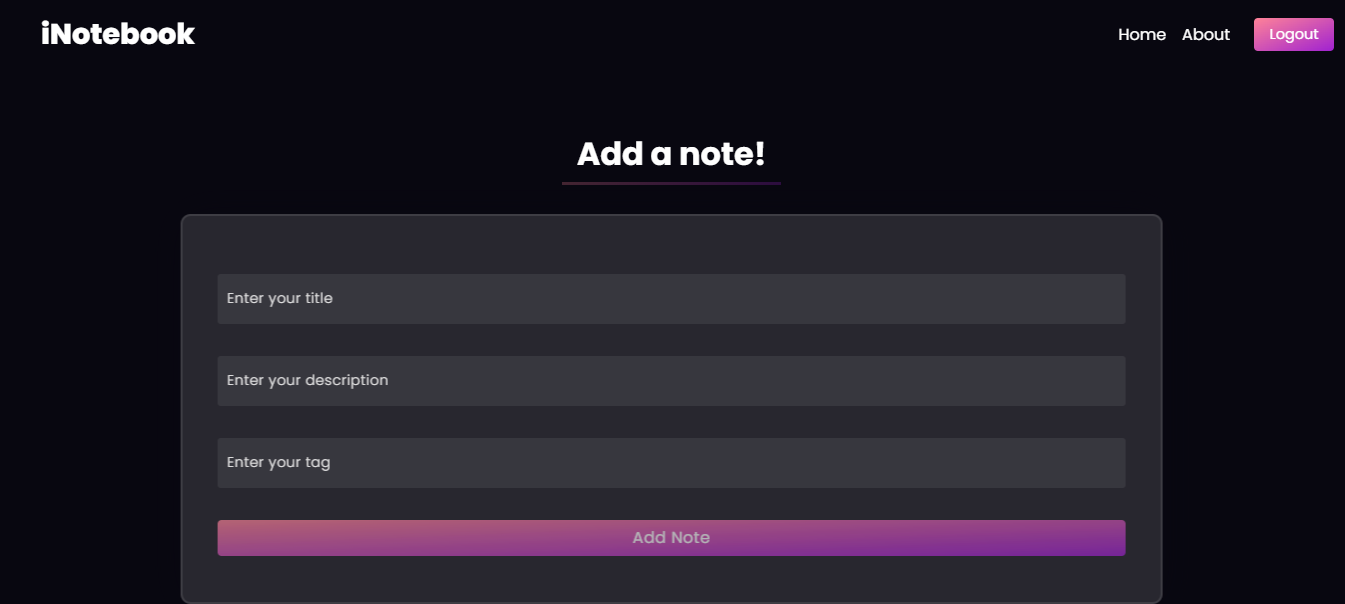 iNotebook
Home About Logout
Add a note!
Enter your title
Enter your description
Enter your tag
Add Note